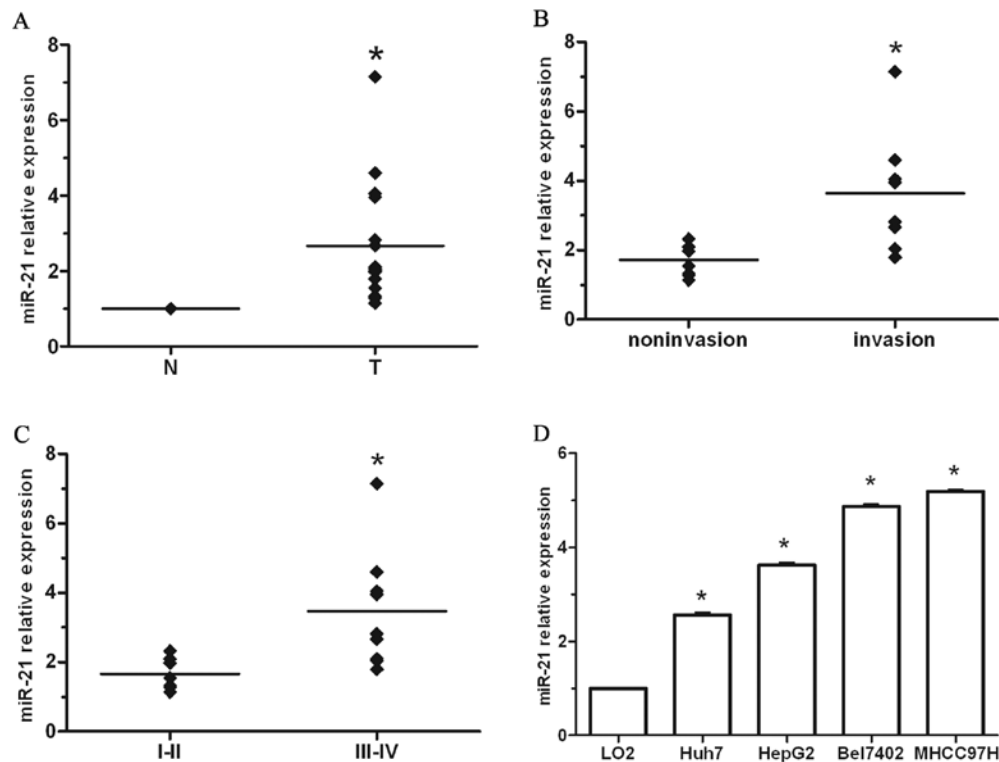 A
*
8
6
4
2
0
miR-21 relative expression
N
T
B
*
8
6
4
2
0
miR-21 relative expression
noninvasion
invasion
C
*
8
6
4
2
0
miR-21 relative expression
I-II
III-IV
D
6
4
2
0
miR-21 relative expression
*
*
*
*
LO2
Huh7
HepG2
Bel7402
MHCC97H